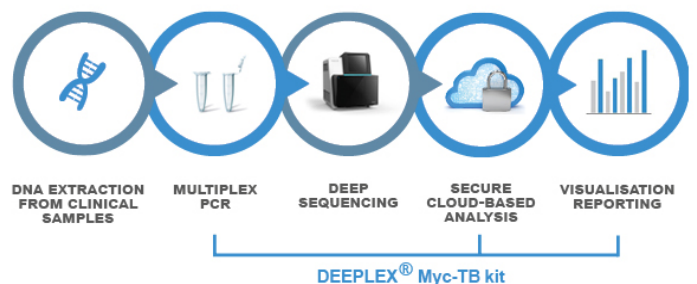 DNA EXTRACTION
FROM CLINICAL
SAMPLES
MULTIPLEX
PCR
DEEP
SEQUENCING
SECURE
CLOUD-BASED
ANALYSIS
VISUALISATION
REPORTING
DEEPLEX® Myc-TB kit